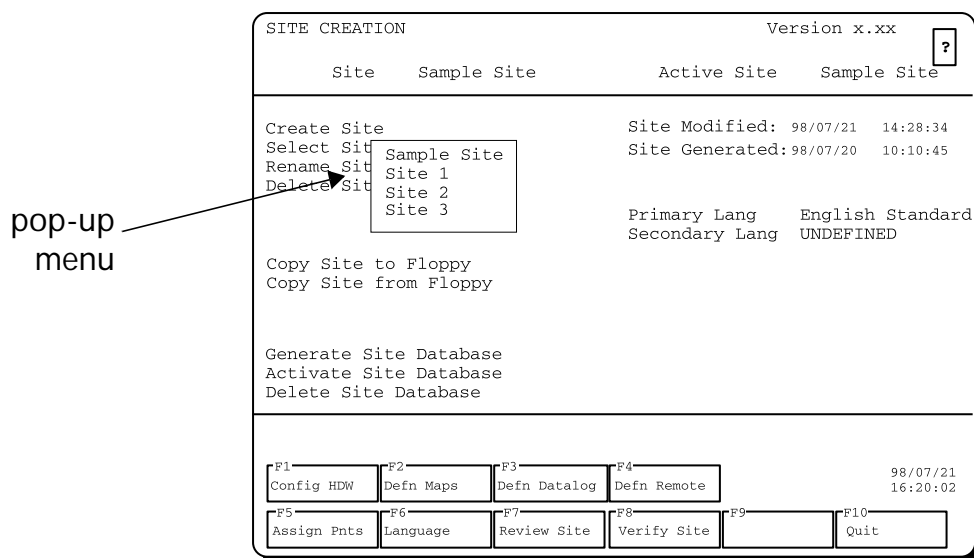 SITE CREATION Version x.xx
?
Site Sample Site Active Site Sample Site
Create Site Site Modified: 98/07/21 14:28:34
Select Sit Site Generated: 98/07/20 10:10:45
Rename Sit
Delete Sit
Sample Site
Site 1
Site 2
Site 3
pop-up
menu
Primary Lang English Standard
Secondary Lang UNDEFINED
Copy Site to Floppy
Copy Site from Floppy
Generate Site Database
Activate Site Database
Delete Site Database
F1 F2 F3 F4
Config HDW Defn Maps Defn Datalog Defn Remote
98/07/21
16:20:02
F5 F6 F7 F8 F9 F10
Assign Pnts Language Review Site Verify Site Quit